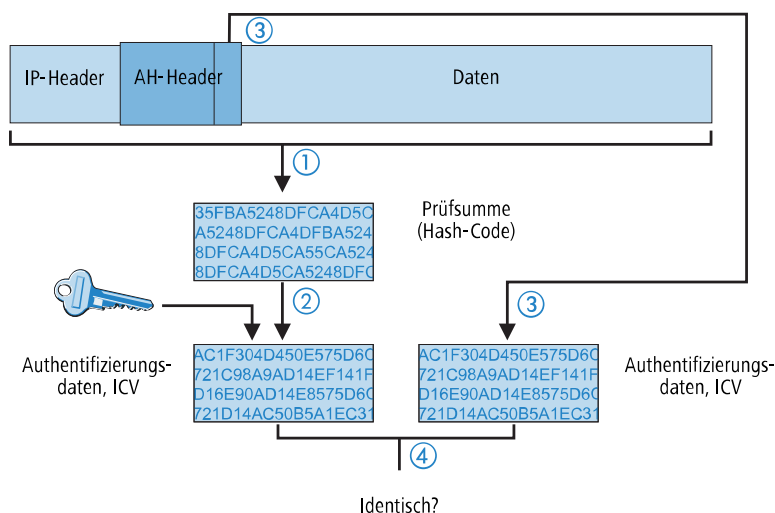 ③
IP-Header
AH-Header
Daten
①
35FBA5248DFCA4D5C
A5248DFCA4DFBA524
8DFCA4D5CA55CA524
8DFCA4D5CA5248DFC
Prüfsumme
(Hash-Code)
②
③
Authentifizierungs-
daten, ICV
AC1F304D450E575D6C
721C98A9AD14EF141F
D16E90AD14E8575D6C
721D14AC50B5A1EC31
AC1F304D450E575D6C
721C98A9AD14EF141F
D16E90AD14E8575D6C
721D14AC50B5A1EC31
Authentifizierungs-
daten, ICV
④
Identisch?